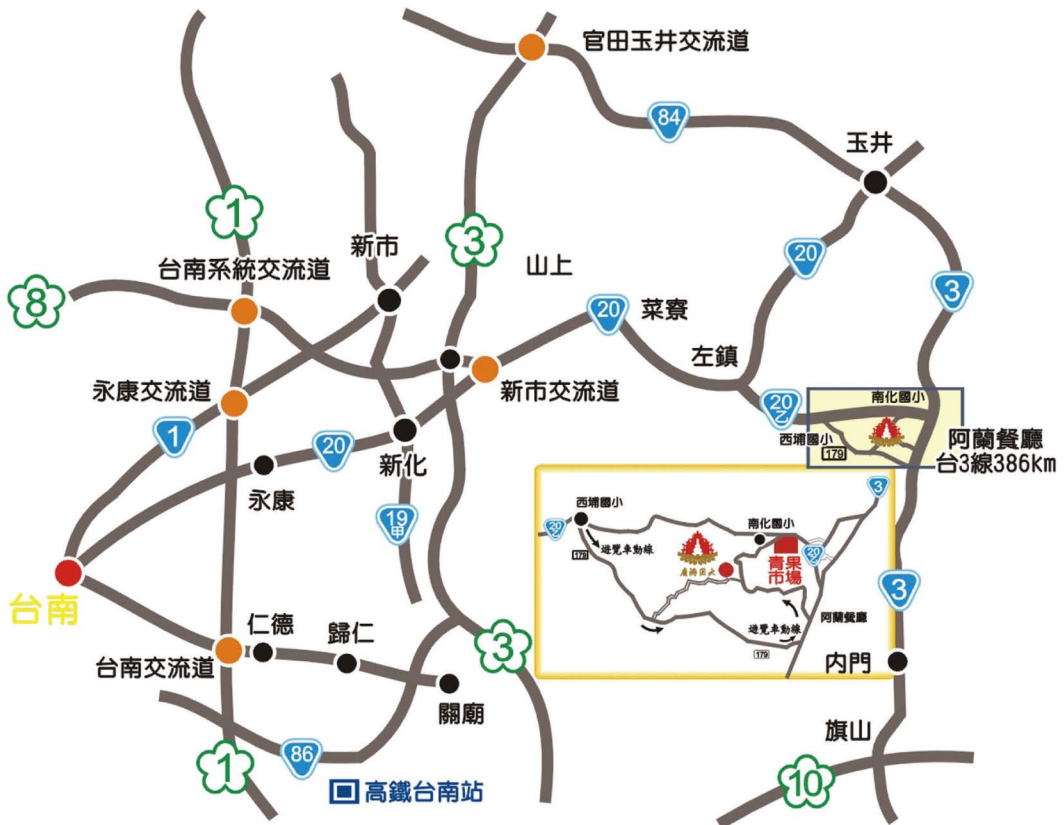 官田玉井交流道
84
玉井
1
3
新市
山上
20
台南系統交流道
8
3
20
菜寮
左鎮
永康交流道
新市交流道
20乙
南化國小
西埔國小
179
阿蘭餐廳
台3線386km
1
20
新化
永康
19甲
3
西埔國小
20乙
179
遊覽車動線
南化國小
20乙
青果
市場
阿蘭餐廳
遊覽車動線
179
3
台南
仁德
歸仁
台南交流道
3
關廟
內門
旗山
86
1
高鐵台南站
10